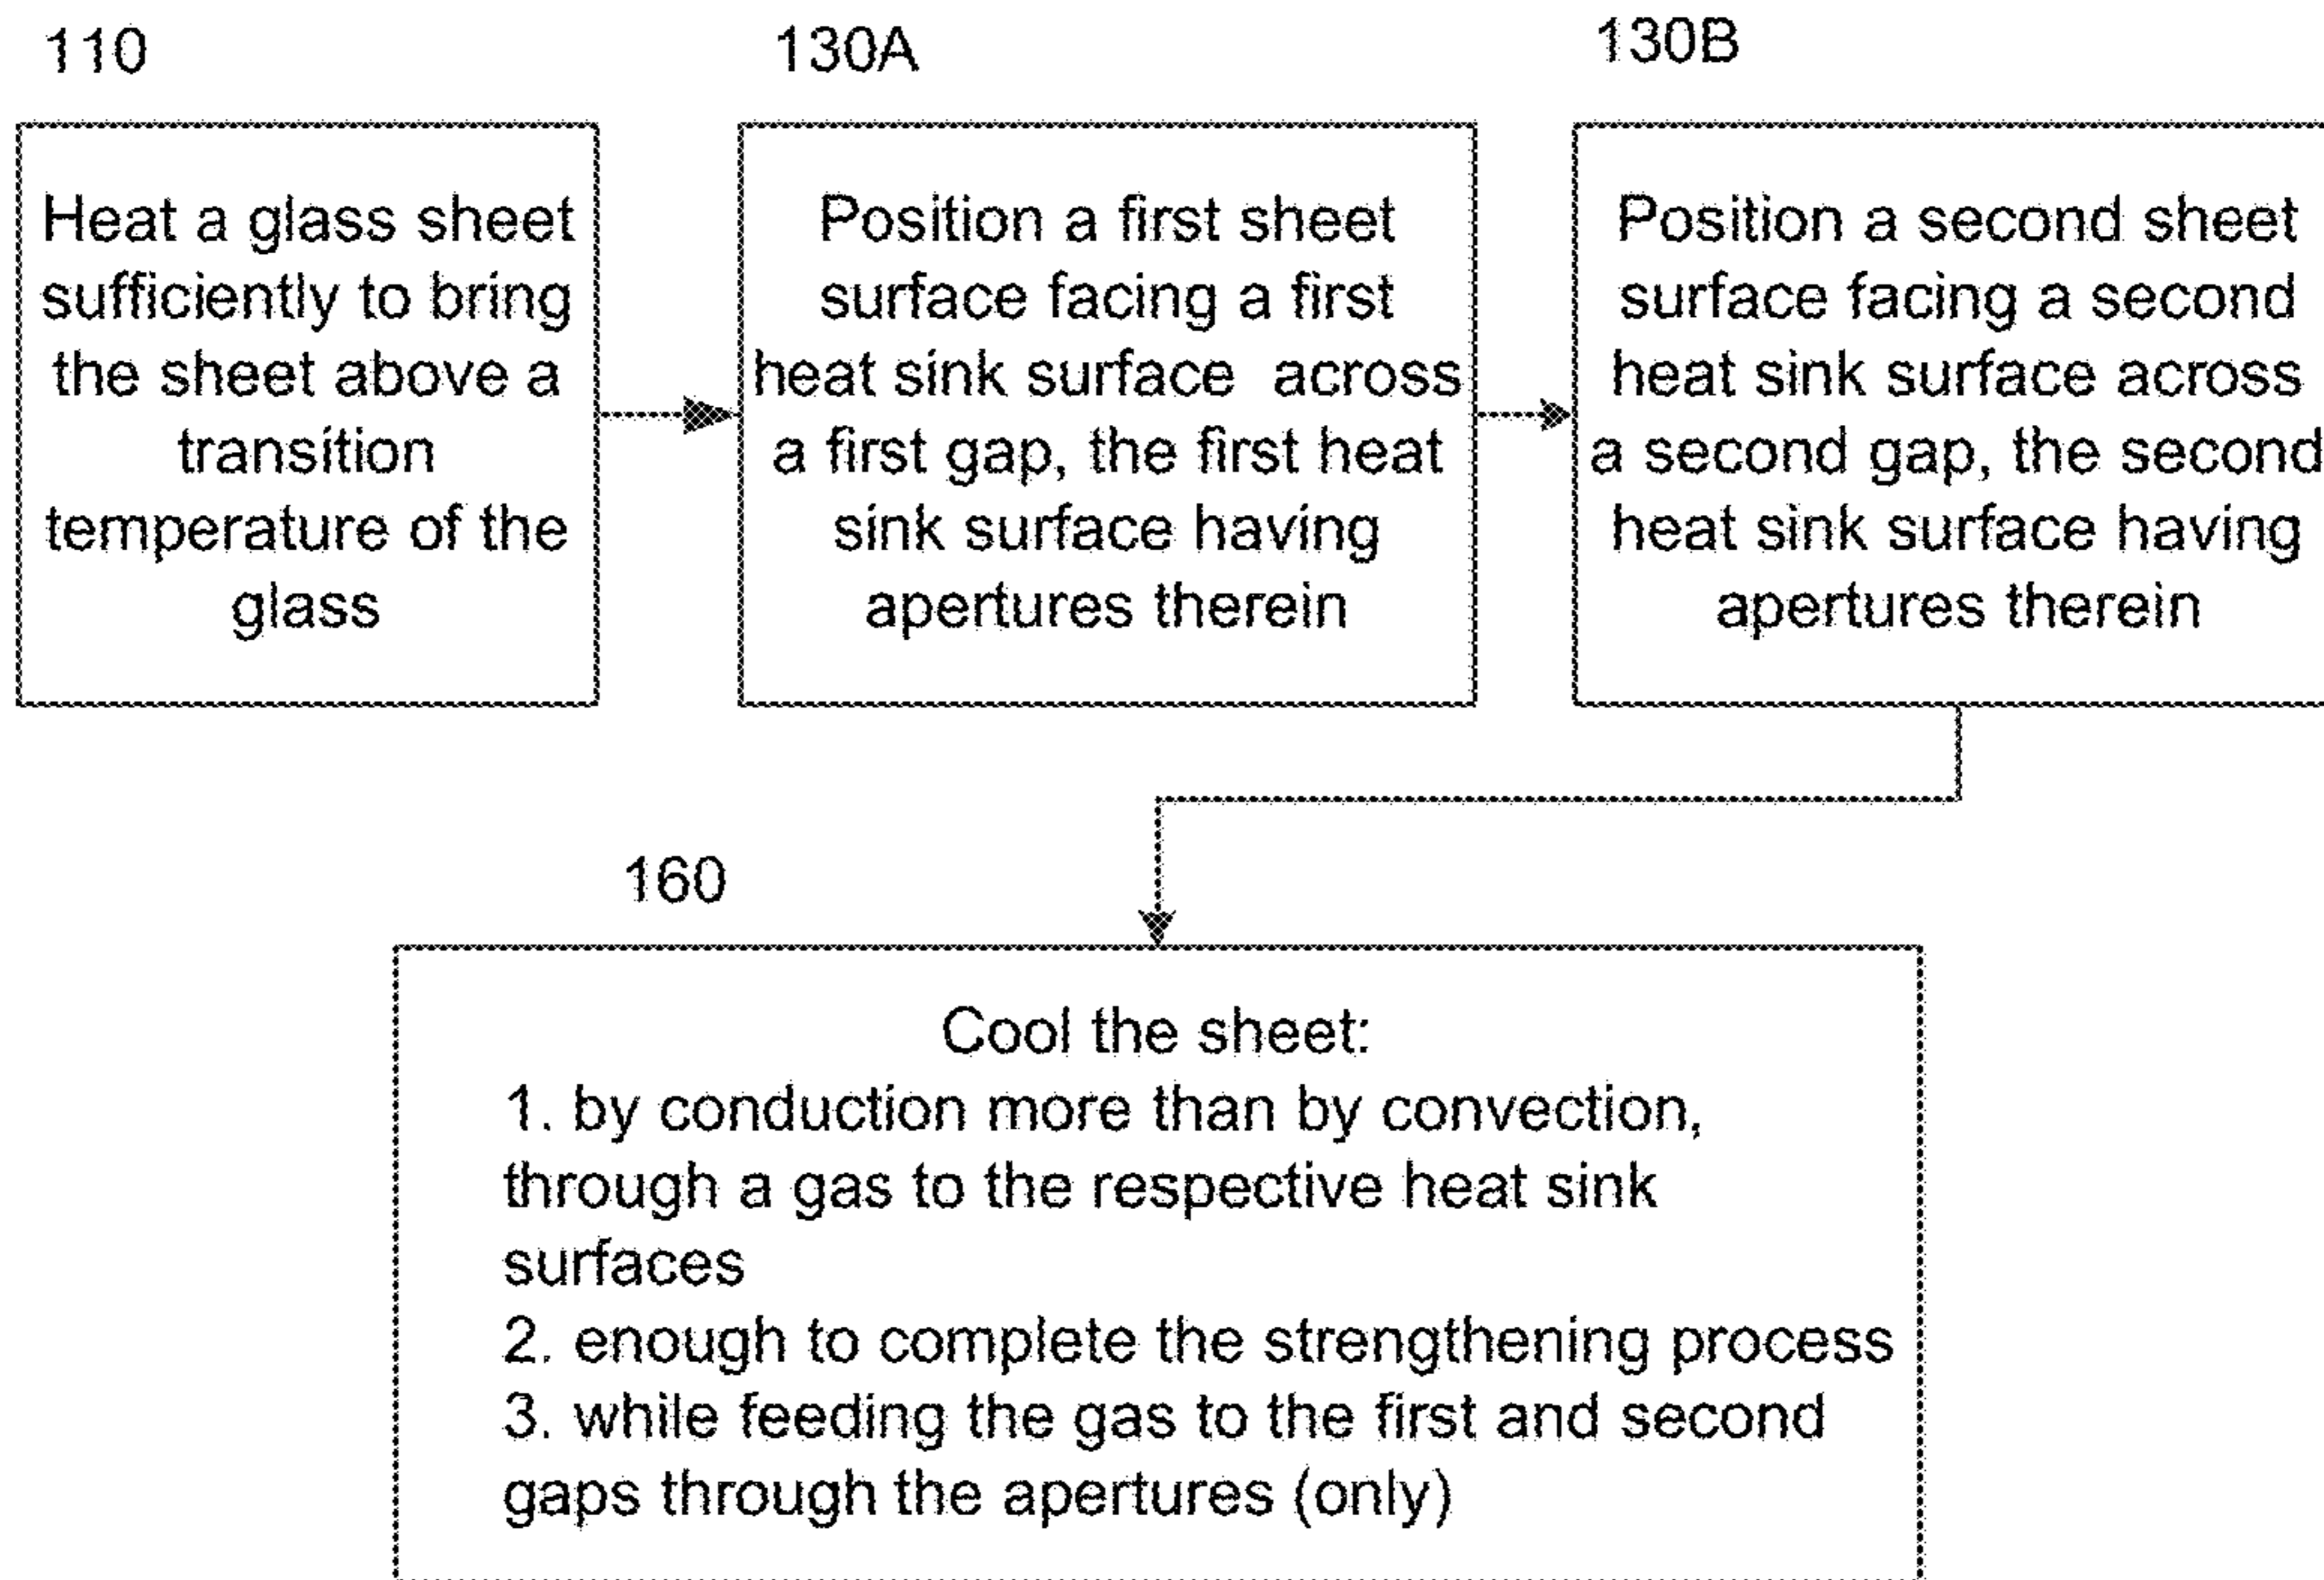 110
130A
130B
Heat a glass sheet
sufficiently to bring
the sheet above a
transition
temperature of the
glass
Position a first sheet
surface facing a first
heat sink surface across
a first gap, the first heat
sink surface having
apertures therein
Position a second sheet
surface facing a second
heat sink surface across
a second gap, the second
heat sink surface having
apertures therein
160
Cool the sheet:
1. by conduction more than by convection,
through a gas to the respective heat sink
surfaces
2. enough to complete the strengthening process
3. while feeding the gas to the first and second
gaps through the apertures (only)